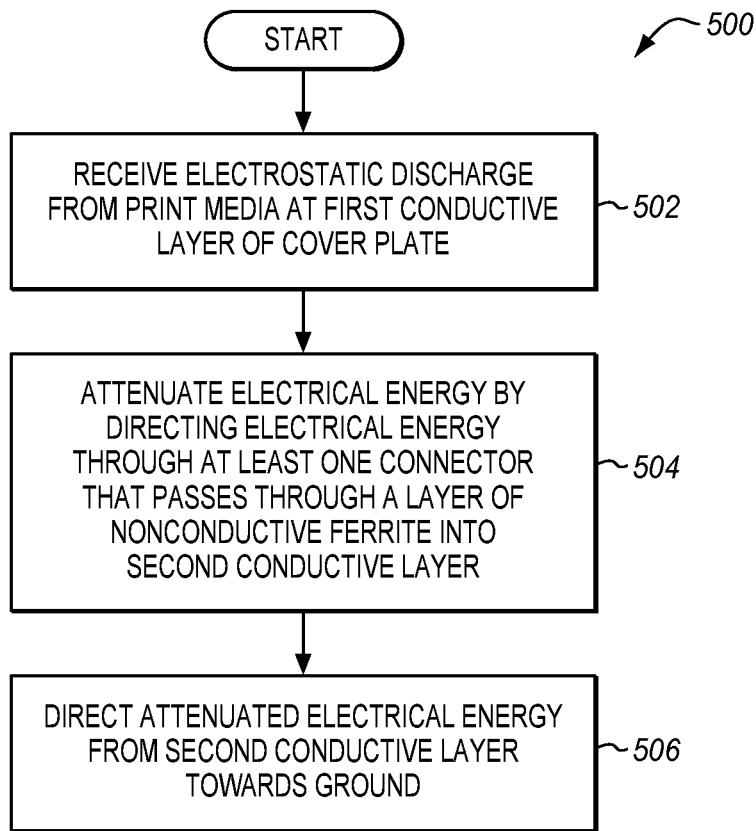 START
500
RECEIVE ELECTROSTATIC DISCHARGE
FROM PRINT MEDIA AT FIRST CONDUCTIVE
LAYER OF COVER PLATE
502
ATTENUATE ELECTRICAL ENERGY BY
DIRECTING ELECTRICAL ENERGY
THROUGH AT LEAST ONE CONNECTOR
THAT PASSES THROUGH A LAYER OF
NONCONDUCTIVE FERRITE INTO
SECOND CONDUCTIVE LAYER
504
DIRECT ATTENUATED ELECTRICAL ENERGY
FROM SECOND CONDUCTIVE LAYER
TOWARDS GROUND
506